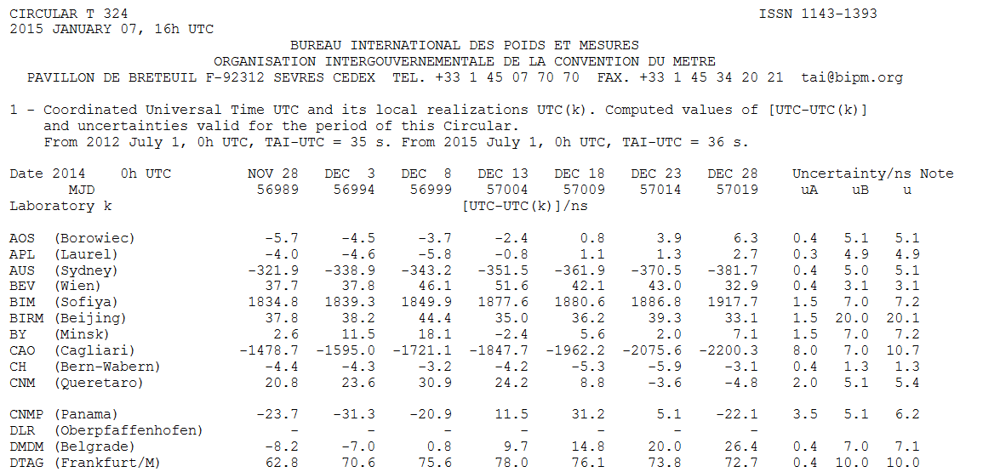 CIRCULAR T 324                                                                          ISSN 1143-1393
2015 JANUARY 07, 16h UTC
BUREAU INTERNATIONAL DES POIDS ET MESURES
ORGANISATION INTERGOUVERNEMENTALE DE LA CONVENTION DU METRE
PAVILLON DE BRETEUIL F-92312 SEVRES CEDEX  TEL. +33 1 45 07 70 70  FAX. +33 1 45 34 20 21  tai@bipm.org
1 - Coordinated Universal Time UTC and its local realizations UTC(k). Computed values of [UTC-UTC(k)]
and uncertainties valid for the period of this Circular.
From 2012 July 1, 0h UTC, TAI-UTC = 35 s. From 2015 July 1, 0h UTC, TAI-UTC = 36 s.
Date 2014    0h UTC         NOV 28   DEC  3   DEC  8   DEC 13   DEC 18   DEC 23   DEC 28    Uncertainty/ns Note
MJD                 56989    56994    56999    57004    57009    57014    57019     uA    uB    u
Laboratory k                                         [UTC-UTC(k)]/ns
AOS  (Borowiec)               -5.7     -4.5     -3.7     -2.4      0.8      3.9      6.3    0.4   5.1   5.1
APL  (Laurel)                 -4.0     -4.6     -5.8     -0.8      1.1      1.3      2.7    0.3   4.9   4.9
AUS  (Sydney)               -321.9   -338.9   -343.2   -351.5   -361.9   -370.5   -381.7    0.4   5.0   5.1
BEV  (Wien)                   37.7     37.8     46.1     51.6     42.1     43.0     32.9    0.4   3.1   3.1
BIM  (Sofiya)               1834.8   1839.3   1849.9   1877.6   1880.6   1886.8   1917.7    1.5   7.0   7.2
BIRM (Beijing)                37.8     38.2     44.4     35.0     36.2     39.3     33.1    1.5  20.0  20.1
BY   (Minsk)                   2.6     11.5     18.1     -2.4      5.6      2.0      7.1    1.5   7.0   7.2
CAO  (Cagliari)            -1478.7  -1595.0  -1721.1  -1847.7  -1962.2  -2075.6  -2200.3    8.0   7.0  10.7
CH   (Bern-Wabern)            -4.4     -4.3     -3.2     -4.2     -5.3     -5.9     -3.1    0.4   1.3   1.3
CNM  (Queretaro)              20.8     23.6     30.9     24.2      8.8     -3.6     -4.8    2.0   5.1   5.4
CNMP (Panama)                -23.7    -31.3    -20.9     11.5     31.2      5.1    -22.1    3.5   5.1   6.2
DLR  (Oberpfaffenhofen)         -        -        -        -        -        -        -
DMDM (Belgrade)               -8.2     -7.0      0.8      9.7     14.8     20.0     26.4    0.4   7.0   7.1
DTAG (Frankfurt/M)            62.8     70.6     75.6     78.0     76.1     73.8     72.7    0.4  10.0  10.0